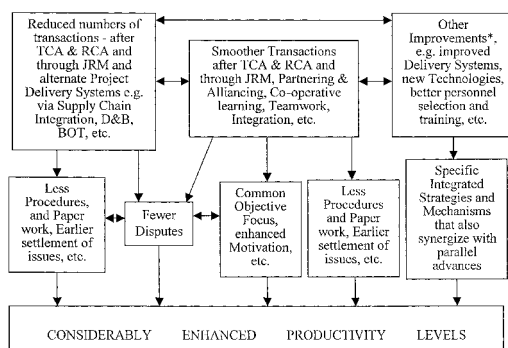 Reduced numbers of
transactions - after
TCA & RCA and
through JRM and
alternate Project
Delivery Systems e.g.
via Supply Chain
Integration, D&B,
BOT, etc.
Smoother Transactions
after TCA & RCA and
through JRM, Partnering &
Alliancing, Co-operative
learning, Teamwork,
Integration, etc.
Other
Improvements*,
e.g. improved
Delivery Systems,
new Technologies,
better personnel
selection and
training, etc.
Less
Procedures,
and Paper
work, Earlier
settlement of
issues, etc.
Fewer
Disputes
Common
Objective
Focus,
enhanced
Motivation,
etc.
Less
Procedures
and Paper
work, Earlier
settlement of
issues, etc.
Specific
Integrated
Strategies and
Mechanisms
that also
synergize with
parallel
advances
CONSIDERABLY ENHANCED PRODUCTIVITY LEVELS